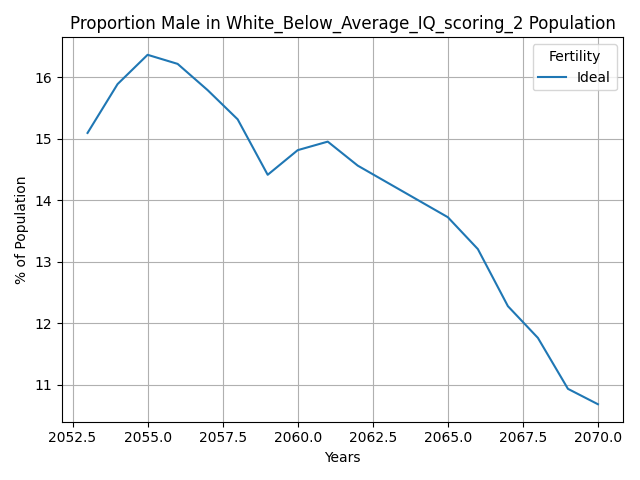 Proportion Male in White_Below_Average_IQ_scoring_2 Population
Fertility
Ideal
% of Population
16
15
14
13
12
11
2052.5 2055.0 2057.5 2060.0 2062.5 2065.0 2067.5 2070.0
Years